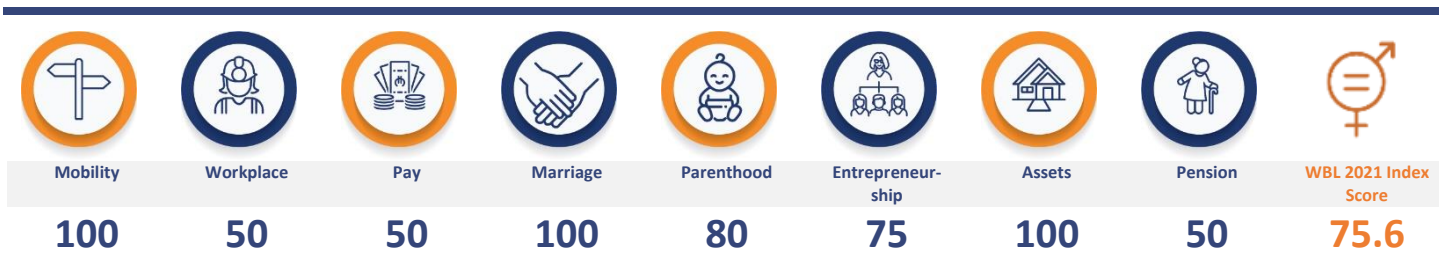 Mobility Workplace Pay Marriage Parenthood Entrepreneur- Assets Pension WBL 2021 Index
ship Score
100 50 50 100 80 75 100 50 75.6